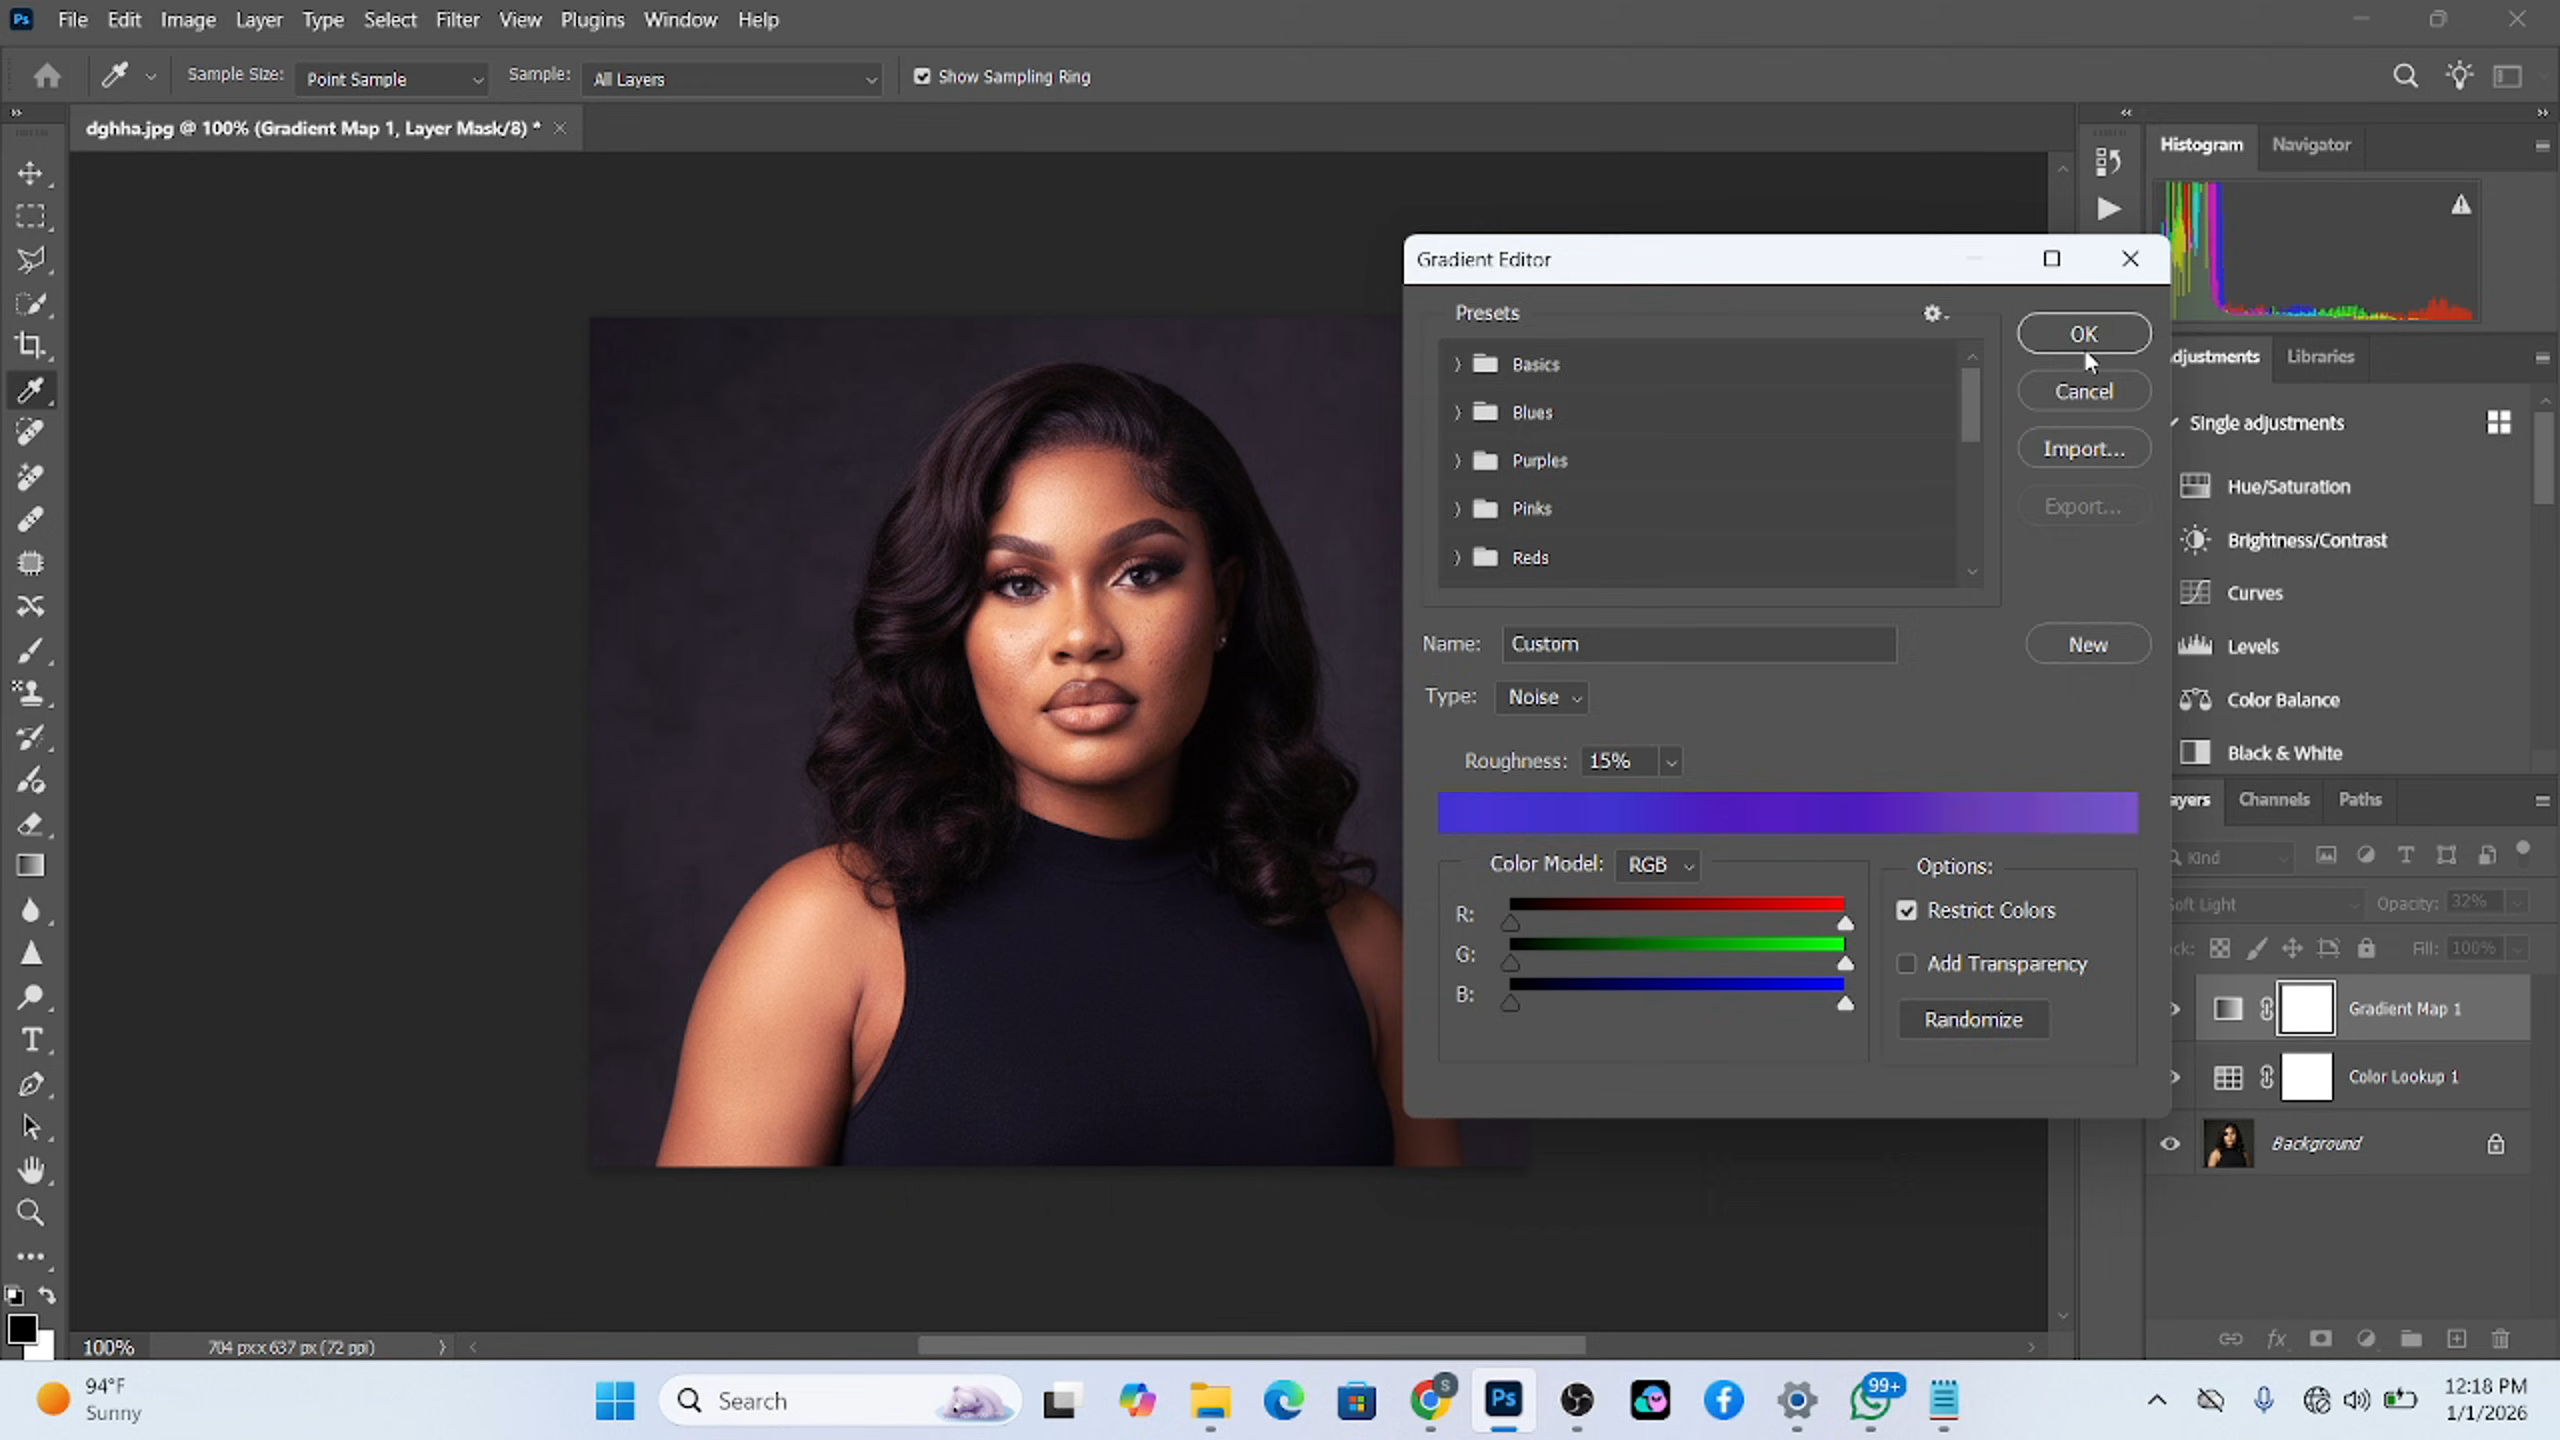 Ps File Edit Image Layer Type Select Filter View Plugins Window Help
Sample Size: Point Sample Sample: All Layers Show Sampling Ring
dghha.jpg @ 100% (Gradient Map 1, Layer Mask/8) *
Histogram Navigator
Gradient Editor
Presets
Basics
Blues
Purples
Pinks
Reds
OK
Cancel
Import...
Export...
Name: Custom
New
Type: Noise
Roughness: 15%
Color Model: RGB
R:
G:
B:
Options:
Restrict Colors
Add Transparency
Randomize
djustments Libraries
Single adjustments
Hue/Saturation
Brightness/Contrast
Curves
Levels
Color Balance
Black & White
ayers Channels Paths
Kind
oft Light Opacity: 32%
ck: Fill: 100%
Gradient Map 1
Color Lookup 1
Background
fx
100% 704 px x 637 px (72 ppi)
94°F
Sunny
Search
S
Ps
99+
12:18 PM
1/1/2026